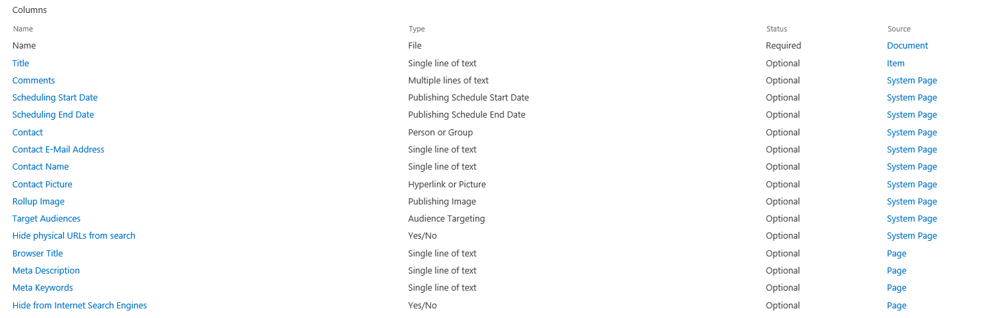 Columns
Name Type Status Source
Name File Required Document
Title Single line of text Optional Item
Comments Multiple lines of text Optional System Page
Scheduling Start Date Publishing Schedule Start Date Optional System Page
Scheduling End Date Publishing Schedule End Date Optional System Page
Contact Person or Group Optional System Page
Contact E-Mail Address Single line of text Optional System Page
Contact Name Single line of text Optional System Page
Contact Picture Hyperlink or Picture Optional System Page
Rollup Image Publishing Image Optional System Page
Target Audiences Audience Targeting Optional System Page
Hide physical URLs from search Yes/No Optional System Page
Browser Title Single line of text Optional Page
Meta Description Single line of text Optional Page
Meta Keywords Single line of text Optional Page
Hide from Internet Search Engines Yes/No Optional Page